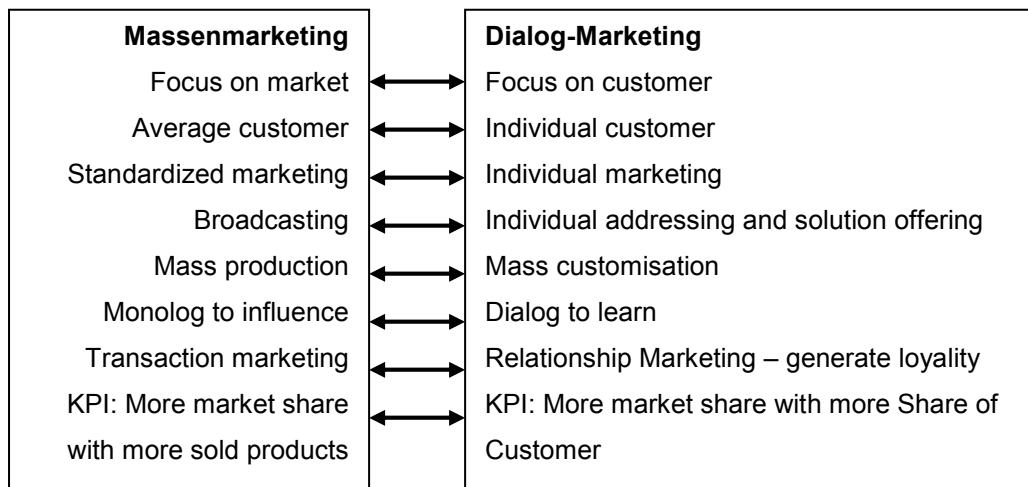 Massenmarketing
Focus on market
Average customer
Standardized marketing
Broadcasting
Mass production
Monolog to influence
Transaction marketing
KPI: More market share
with more sold products
Dialog-Marketing
Focus on customer
Individual customer
Individual marketing
Individual addressing and solution offering
Mass customisation
Dialog to learn
Relationship Marketing – generate loyality
KPI: More market share with more Share of
Customer